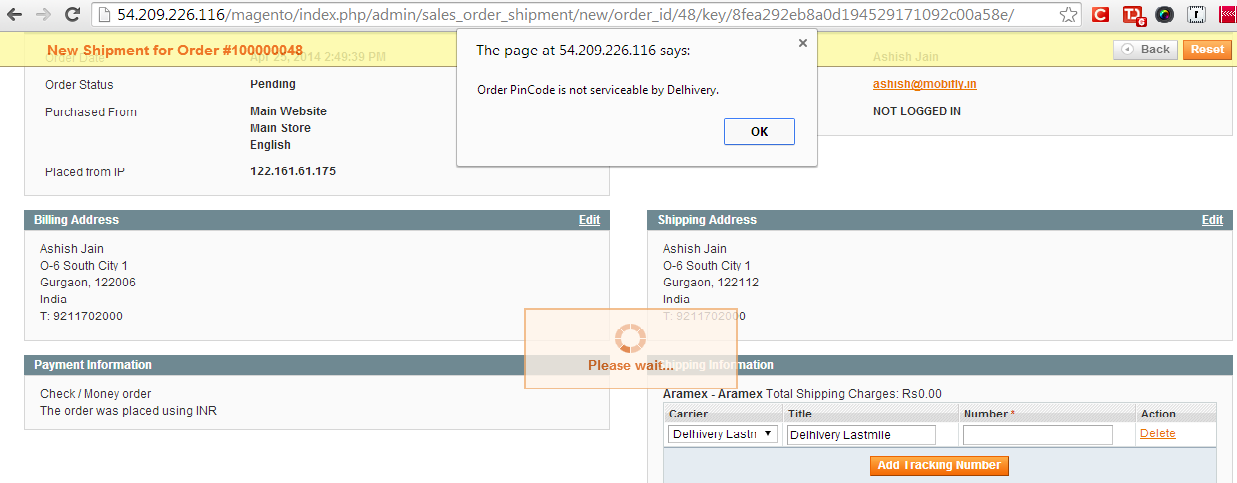 54.209.226.116/magento/index.php/admin/sales_order_shipment/new/order_id/48/key/8fea292eb8a0d194529171092c00a58e/
New Shipment for Order #100000048
Back
Reset
The page at 54.209.226.116 says:
Order PinCode is not serviceable by Delhivery.
OK
Order Date
Apr 25, 2014 2:49:39 PM
Order Status
Pending
Purchased From
Main Website
Main Store
English
Placed from IP
122.161.61.175
Ashish Jain
ashish@mobifly.in
NOT LOGGED IN
Billing Address
Edit
Ashish Jain
O-6 South City 1
Gurgaon, 122006
India
T: 9211702000
Shipping Address
Edit
Ashish Jain
O-6 South City 1
Gurgaon, 122112
India
T: 9211702000
Please wait...
Payment Information
Check / Money order
The order was placed using INR
Shipping Information
Aramex - Aramex Total Shipping Charges: Rs0.00
Carrier
Title
Number *
Action
Delhivery Lastm
Delhivery Lastmile
Delete
Add Tracking Number